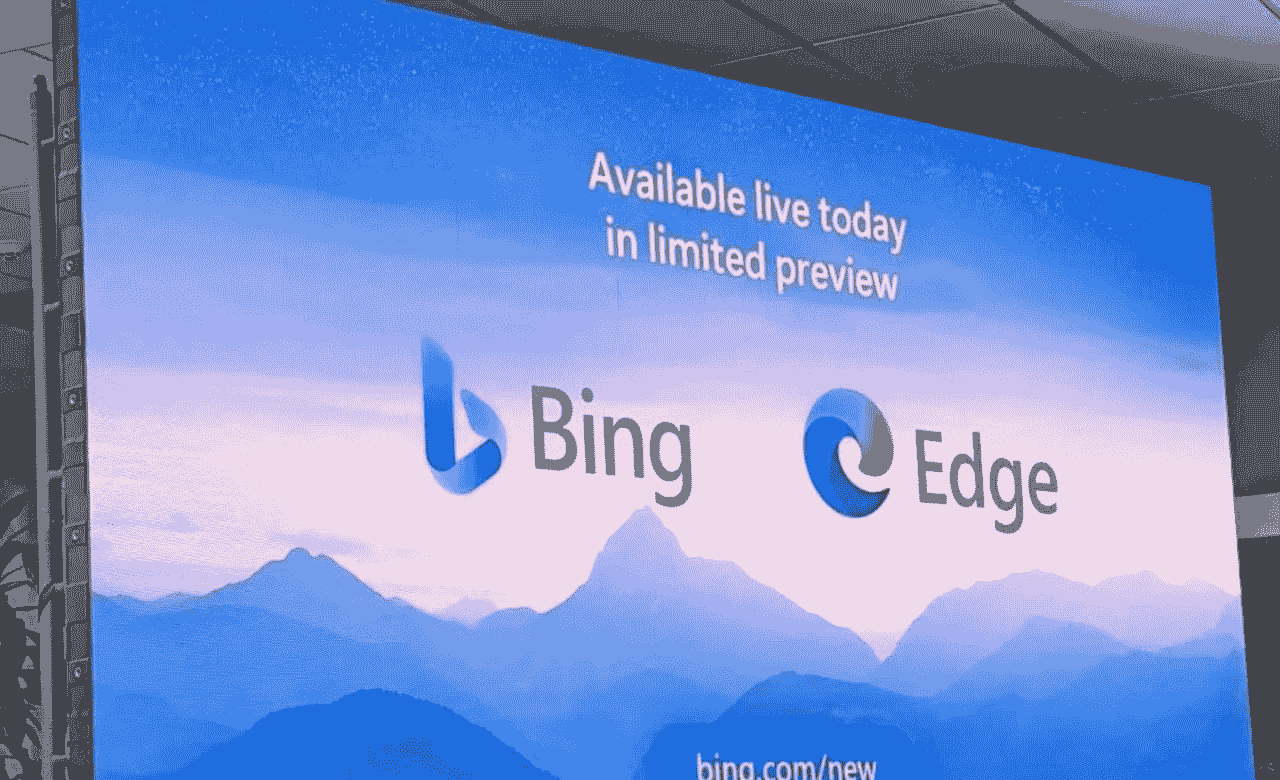 Available live today
in limited preview
Bing
Edge
bing.com/new